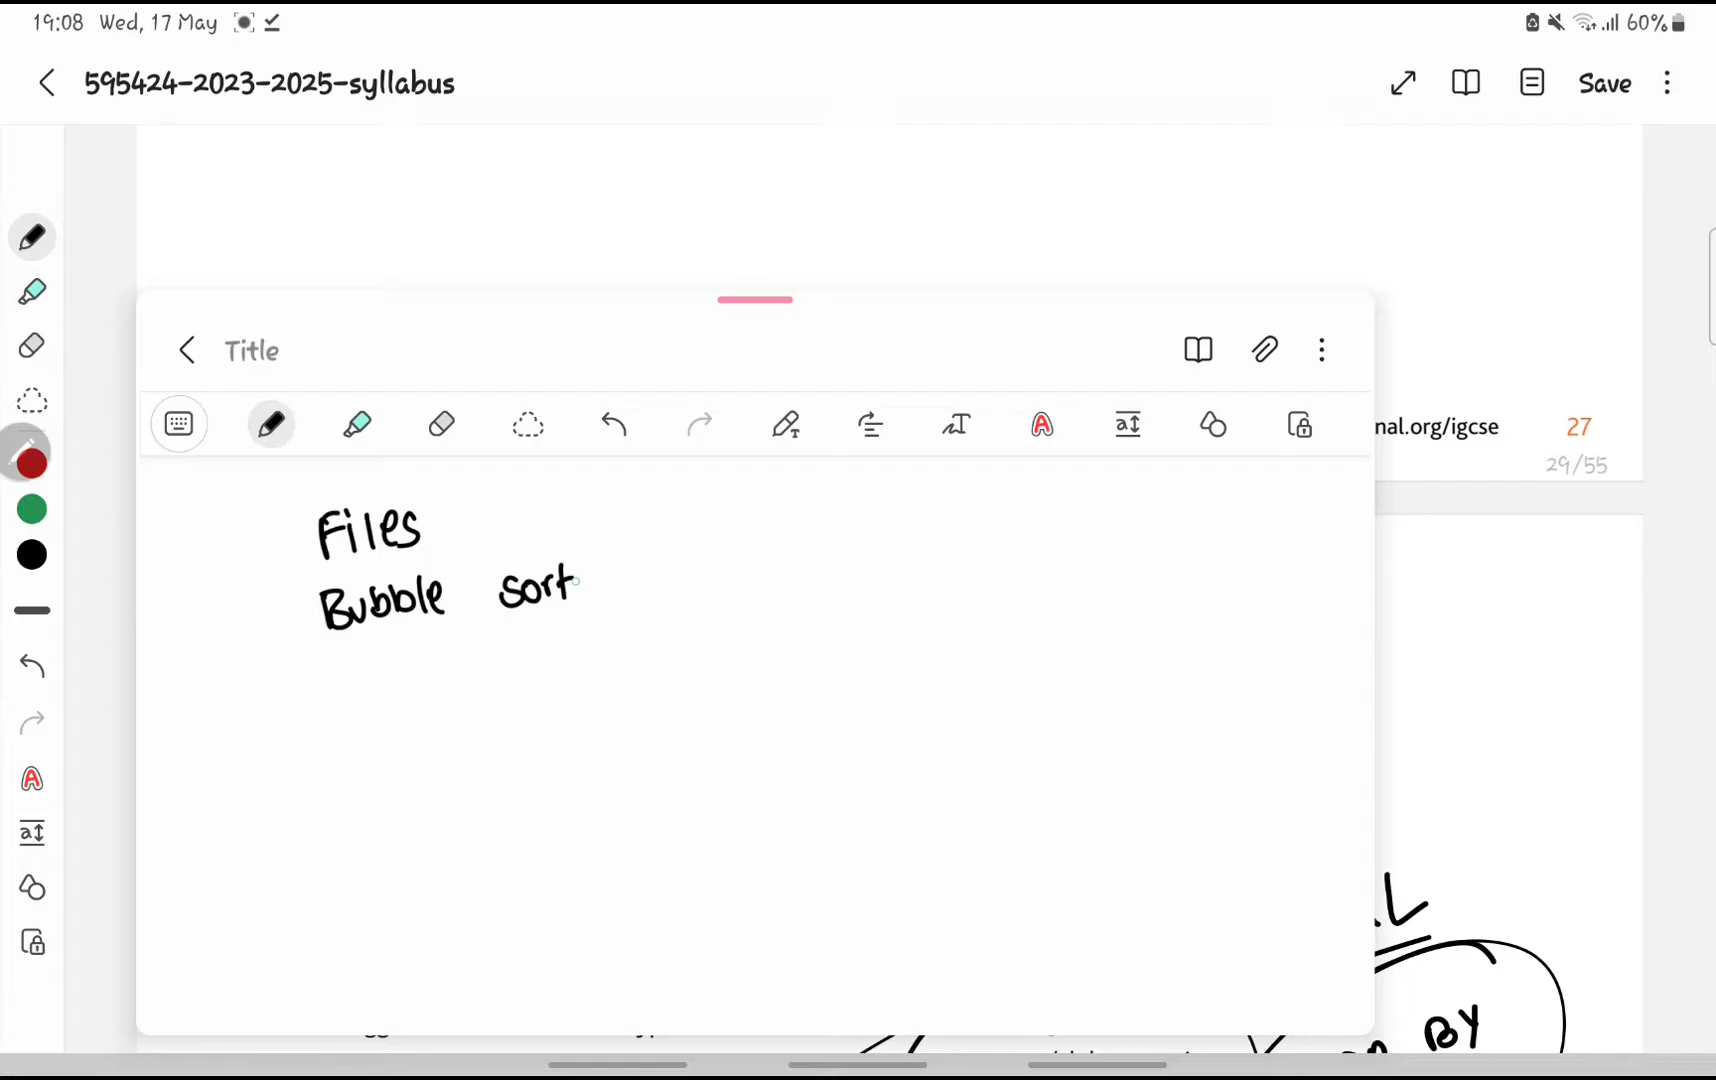 19:08 Wed, 17 May 60%
595424-2023-2025-syllabus Save
Title
nal.org/igcse 27
29/55
Files
Bubble sort
L
BY